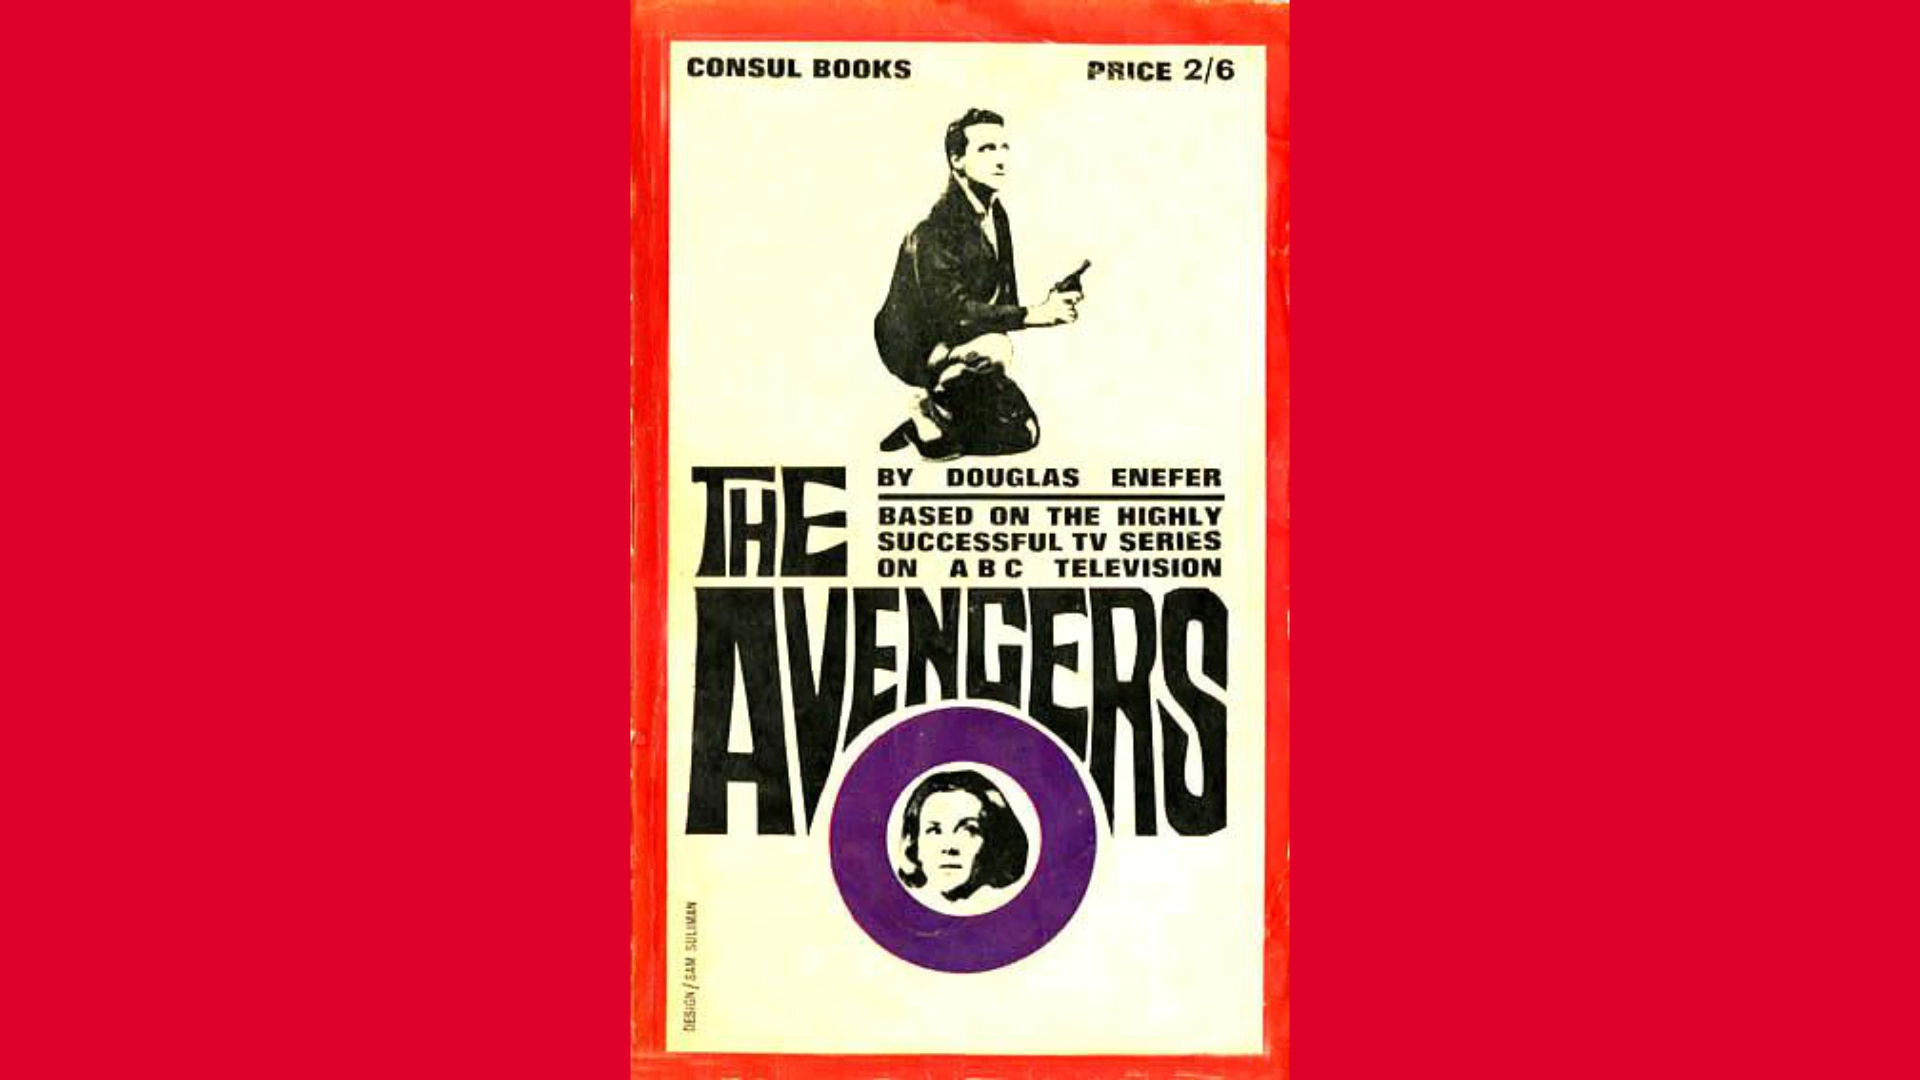 CONSUL BOOKS
PRICE 2/6
THE
BY DOUGLAS ENEFER
BASED ON THE HIGHLY
SUCCESSFUL TV SERIES
ON ABC TELEVISION
AVENGERS
DESIGN/SAM SULIMAN